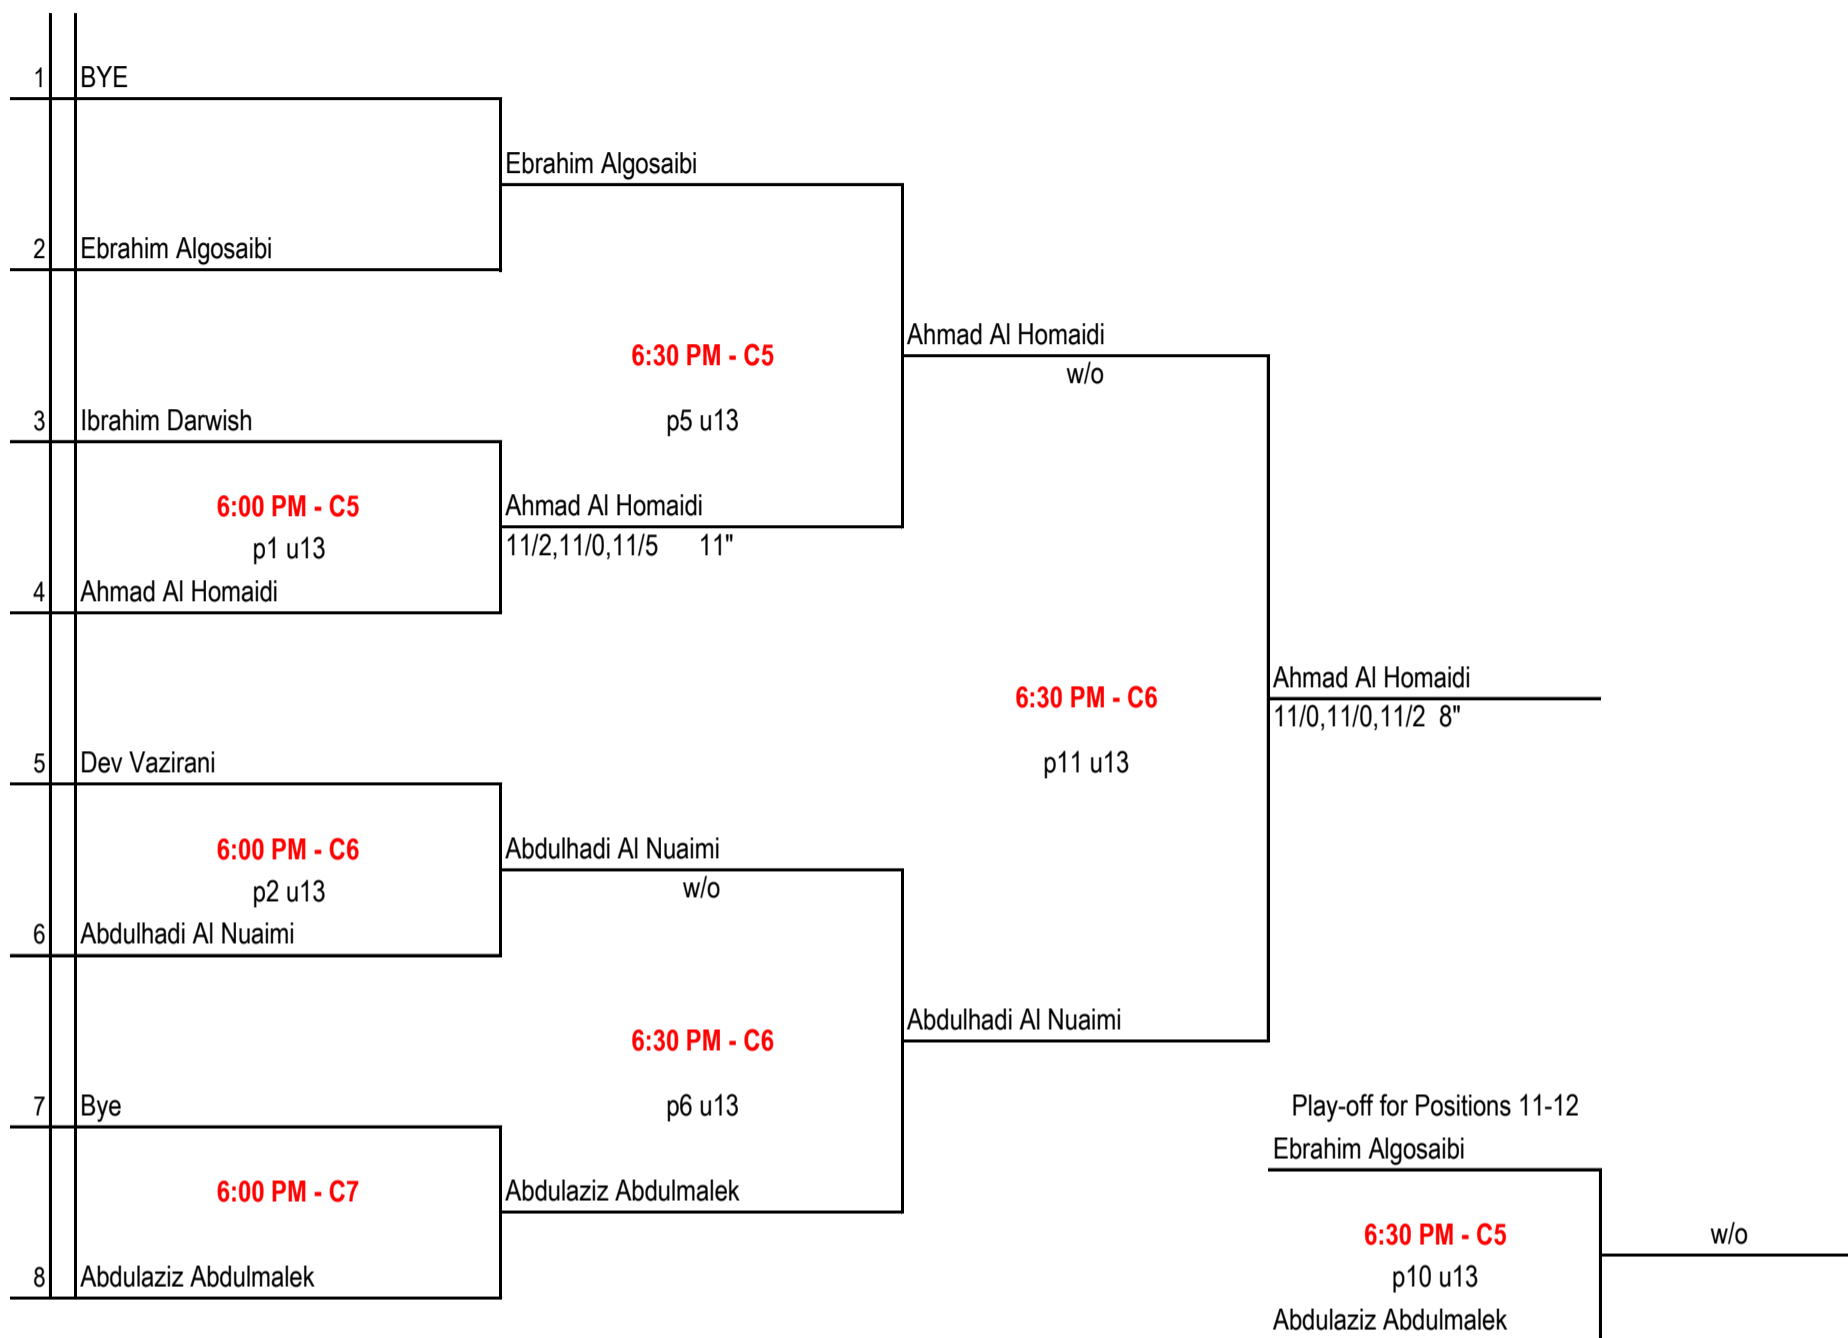 1 BYE
Ebrahim Algosaibi
2 Ebrahim Algosaibi
Ahmad Al Homaidi
6:30 PM - C5
w/o
3 Ibrahim Darwish
p5 u13
6:00 PM - C5
Ahmad Al Homaidi
p1 u13
11/2,11/0,11/5 11"
4 Ahmad Al Homaidi
Ahmad Al Homaidi
6:30 PM - C6
11/0,11/0,11/2 8"
5 Dev Vazirani
p11 u13
6:00 PM - C6
Abdulhadi Al Nuaimi
p2 u13
w/o
6 Abdulhadi Al Nuaimi
Abdulhadi Al Nuaimi
6:30 PM - C6
7 Bye
p6 u13
Play-off for Positions 11-12
Ebrahim Algosaibi
6:00 PM - C7
Abdulaziz Abdulmalek
6:30 PM - C5
w/o
8 Abdulaziz Abdulmalek
p10 u13
Abdulaziz Abdulmalek